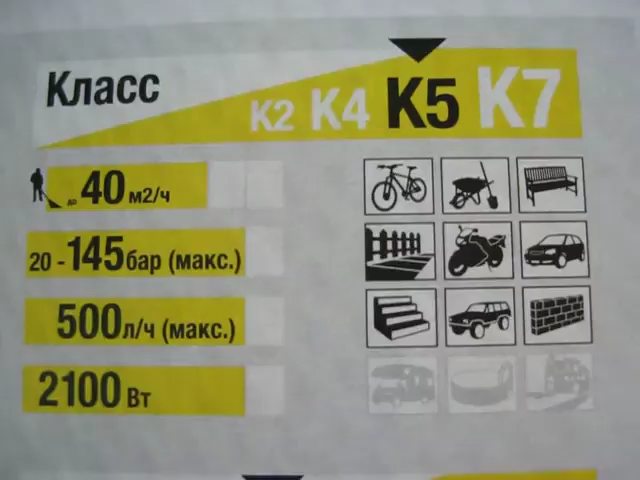 Класс
K2 K4 K5 K7
до 40 м2/ч
20 - 145 бар (макс.)
500 л/ч (макс.)
2100 Вт